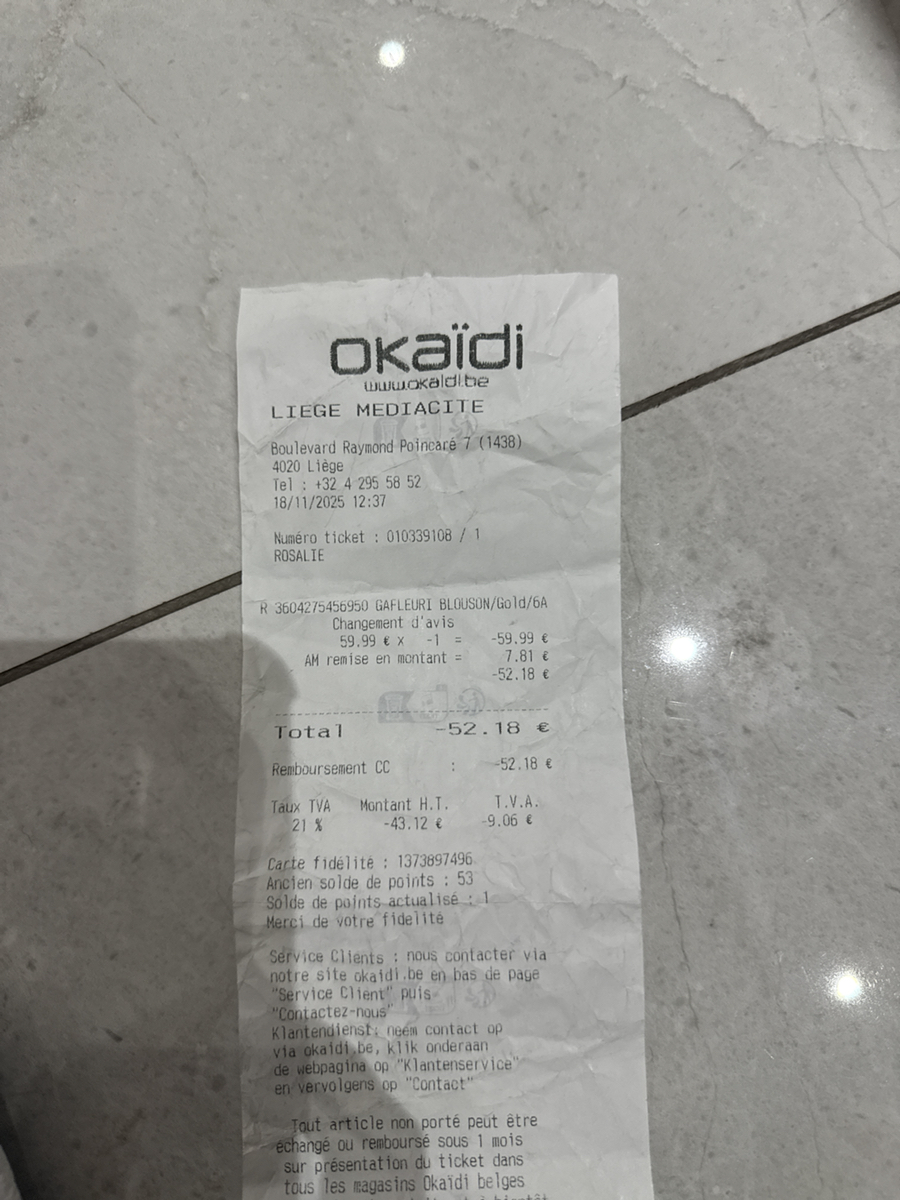 okaïdi
www.okaidi.be
LIEGE MEDIACITE
Boulevard Raymond Poincaré 7 (1438)
4020 Liège
Tel : +32 4 295 58 52
18/11/2025 12:37
Numéro ticket : 010339108 / 1
ROSALIE
R 3604275456950 GAFLEURI BLOUSON/Gold/6A
Changement d'avis
59.99 € x -1 = -59.99 €
AM remise en montant = 7.81 €
-52.18 €
Total -52.18 €
Remboursement CC : -52.18 €
Taux TVA Montant H.T. T.V.A.
21 % -43.12 € -9.06 €
Carte fidélité : 1373897496
Ancien solde de points : 53
Solde de points actualisé : 1
Merci de votre fidelité
Service Clients : nous contacter via
notre site okaidi.be en bas de page
"Service Client" puis
"Contactez-nous"
Klantendienst: neem contact op
via okaidi.be, klik onderaan
de webpagina op "Klantenservice"
en vervolgens op "Contact"
Tout article non porté peut être
échangé ou remboursé sous 1 mois
sur présentation du ticket dans
tous les magasins Okaïdi belges